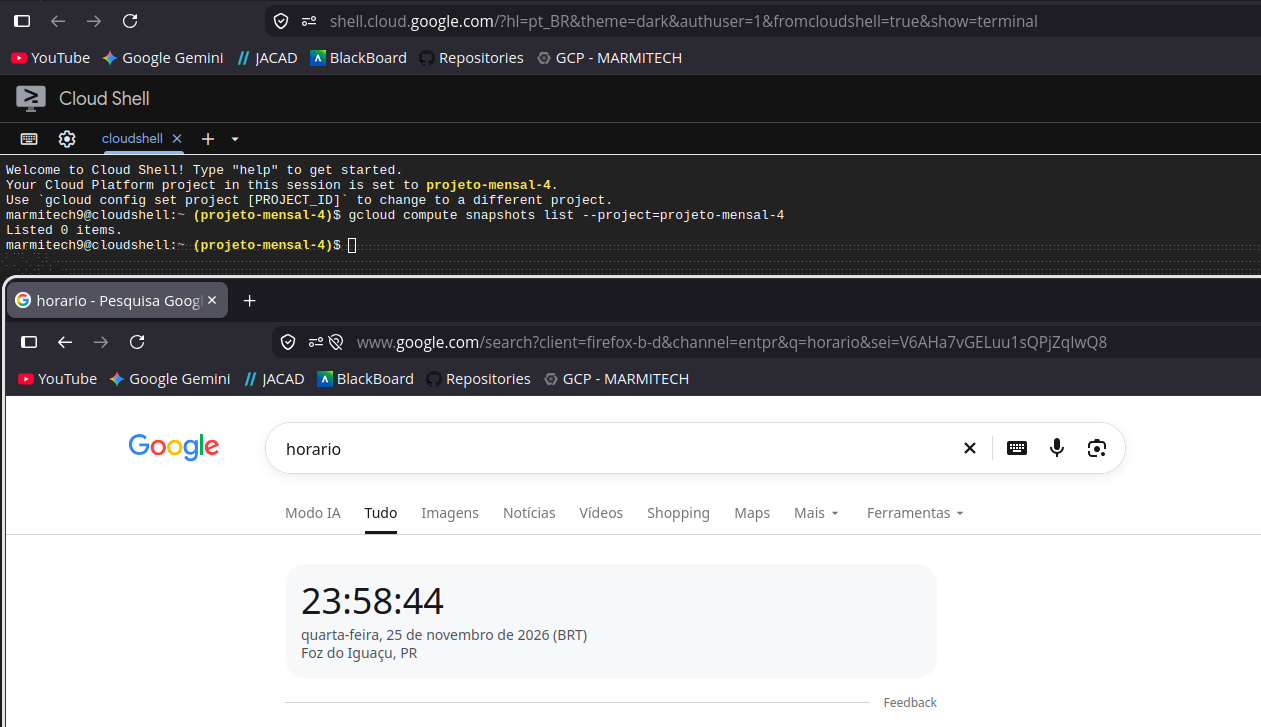 shell.cloud.google.com/?hl=pt_BR&theme=dark&authuser=1&fromcloudshell=true&show=terminal
YouTube Google Gemini JACAD BlackBoard Repositories GCP - MARMITECH
Cloud Shell
cloudshell
Welcome to Cloud Shell! Type "help" to get started.
Your Cloud Platform project in this session is set to projeto-mensal-4.
Use `gcloud config set project [PROJECT_ID]` to change to a different project.
marmitech9@cloudshell:~ (projeto-mensal-4)$ gcloud compute snapshots list --project=projeto-mensal-4
Listed 0 items.
marmitech9@cloudshell:~ (projeto-mensal-4)$
horario - Pesquisa Googl
www.google.com/search?client=firefox-b-d&channel=entpr&q=horario&sei=V6AHa7vGELuu1sQPjZqlwQ8
YouTube Google Gemini JACAD BlackBoard Repositories GCP - MARMITECH
Google
horario
Modo IA Tudo Imagens Notícias Vídeos Shopping Maps Mais Ferramentas
23:58:44
quarta-feira, 25 de novembro de 2026 (BRT)
Foz do Iguaçu, PR
Feedback